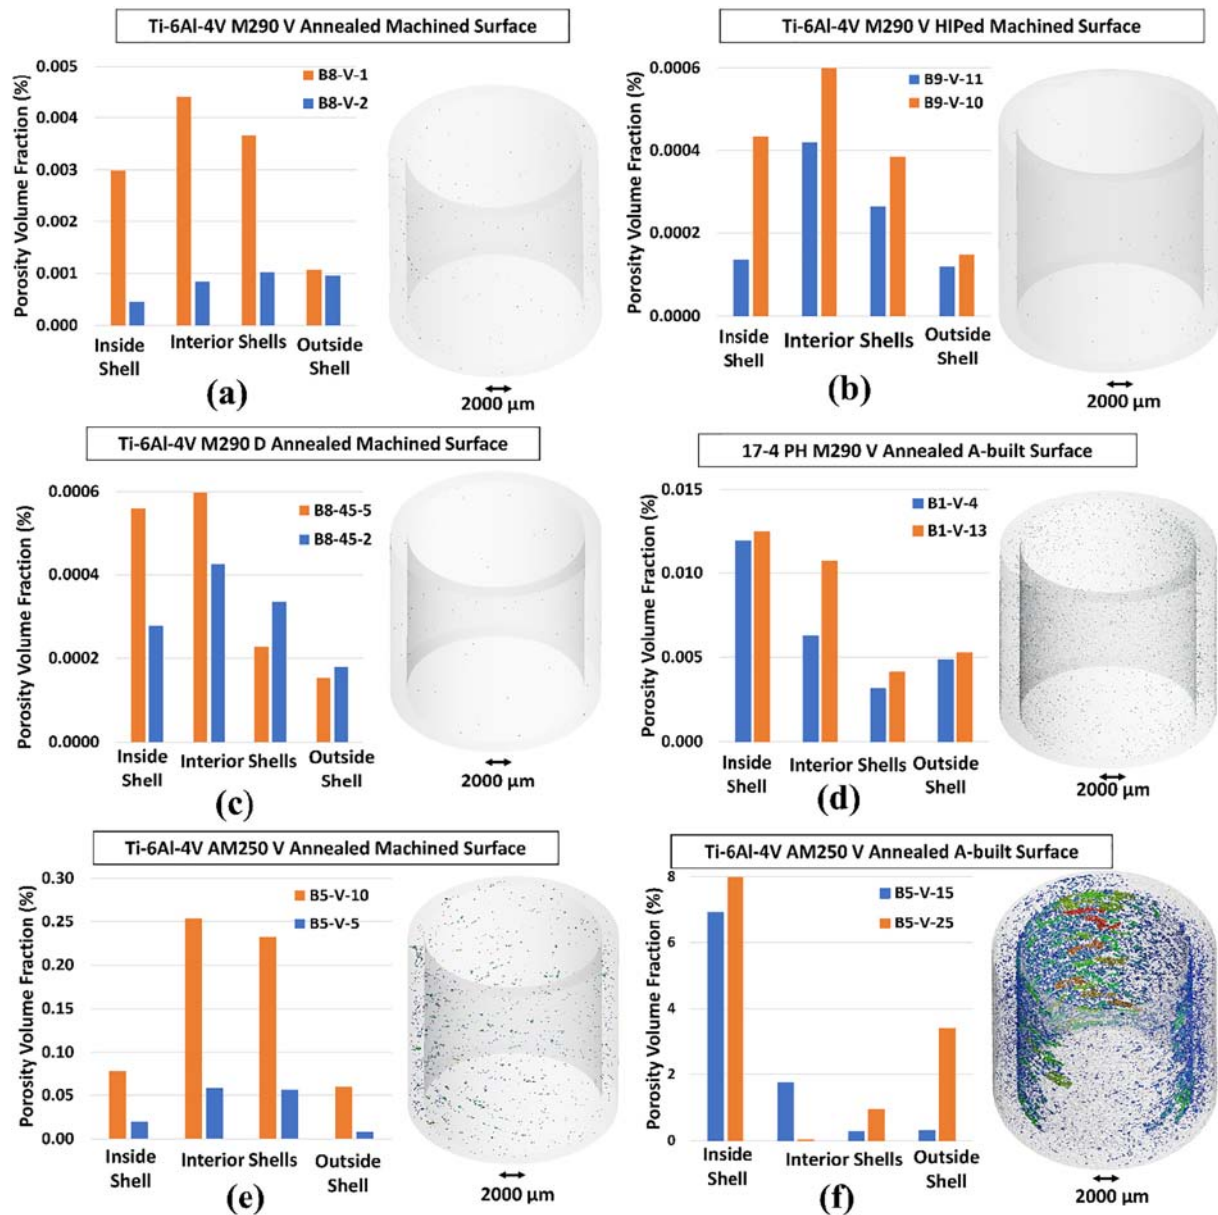 Ti-6Al-4V M290 V Annealed Machined Surface
Porosity Volume Fraction (%)
0.005
0.004
0.003
0.002
0.001
0.000
B8-V-1
B8-V-2
Inside Shell
Interior Shells
Outside Shell
(a)
2000 µm
Ti-6Al-4V M290 V HIPed Machined Surface
Porosity Volume Fraction (%)
0.0006
0.0004
0.0002
0.0000
B9-V-11
B9-V-10
Inside Shell
Interior Shells
Outside Shell
(b)
2000 µm
Ti-6Al-4V M290 D Annealed Machined Surface
Porosity Volume Fraction (%)
0.0006
0.0004
0.0002
0.0000
B8-45-5
B8-45-2
Inside Shell
Interior Shells
Outside Shell
(c)
2000 µm
17-4 PH M290 V Annealed A-built Surface
Porosity Volume Fraction (%)
0.015
0.010
0.005
0.000
B1-V-4
B1-V-13
Inside Shell
Interior Shells
Outside Shell
(d)
2000 µm
Ti-6Al-4V AM250 V Annealed Machined Surface
Porosity Volume Fraction (%)
0.30
0.25
0.20
0.15
0.10
0.05
0.00
B5-V-10
B5-V-5
Inside Shell
Interior Shells
Outside Shell
(e)
2000 µm
Ti-6Al-4V AM250 V Annealed A-built Surface
Porosity Volume Fraction (%)
8
6
4
2
0
B5-V-15
B5-V-25
Inside Shell
Interior Shells
Outside Shell
(f)
2000 µm